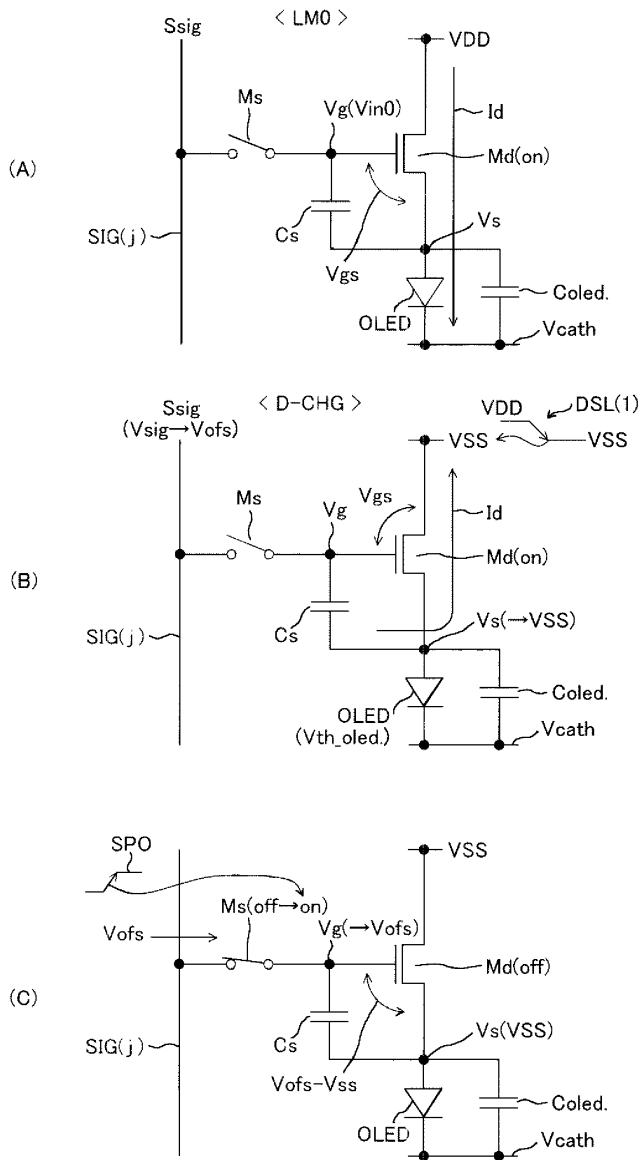 Ssig
< LM0 >
VDD
Ms
Vg(Vin0)
Id
(A)
Md(on)
SIG(j)
Cs
Vgs
Vs
OLED
Coled.
Vcath
Ssig
(Vsig→Vofs)
< D-CHG >
VDD
DSL(1)
VSS
VSS
Ms
Vg
Vgs
Id
(B)
Md(on)
SIG(j)
Cs
Vs(→VSS)
OLED
(Vth_oled.)
Coled.
Vcath
SPO
VSS
Ms(off→on)
Vofs
Vg(→Vofs)
(C)
Md(off)
SIG(j)
Cs
Vs(VSS)
Vofs-Vss
OLED
Coled.
Vcath